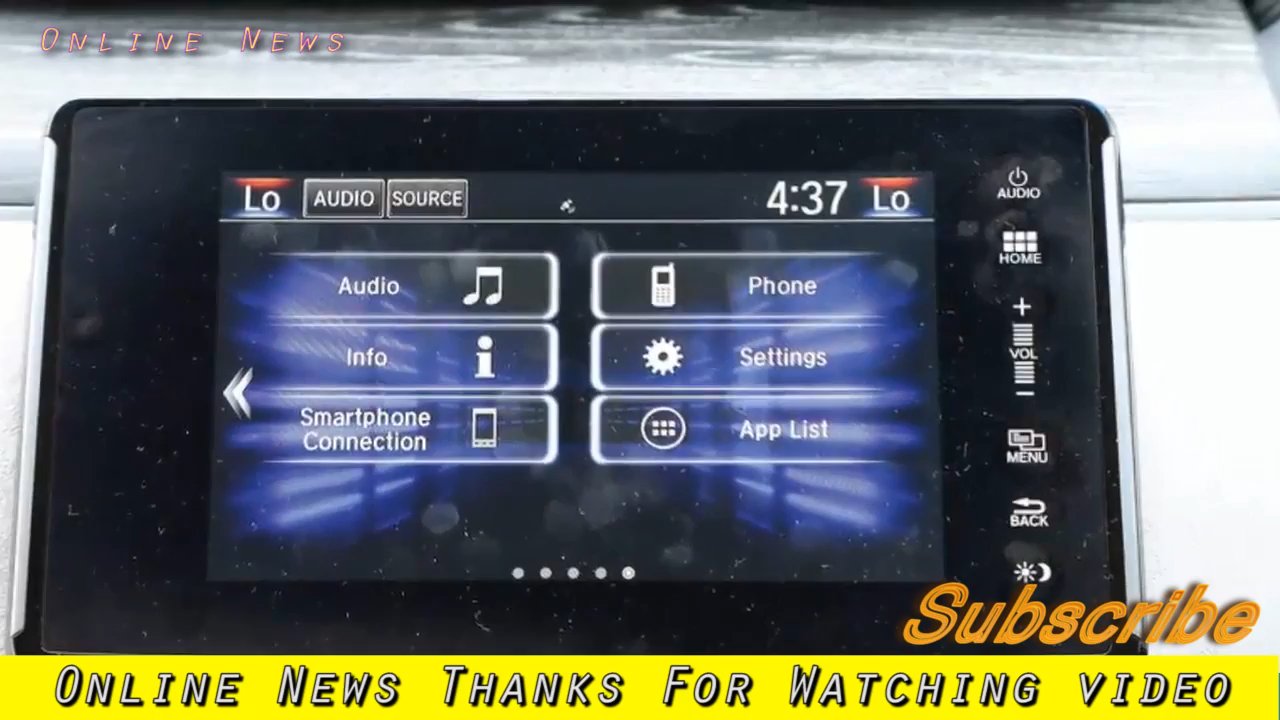 Online News
Lo AUDIO SOURCE 4:37 Lo
AUDIO
HOME
Audio
Phone
Info
Settings
Smartphone
Connection
App List
+
VOL
−
MENU
BACK
Subscribe
Online News Thanks For Watching video